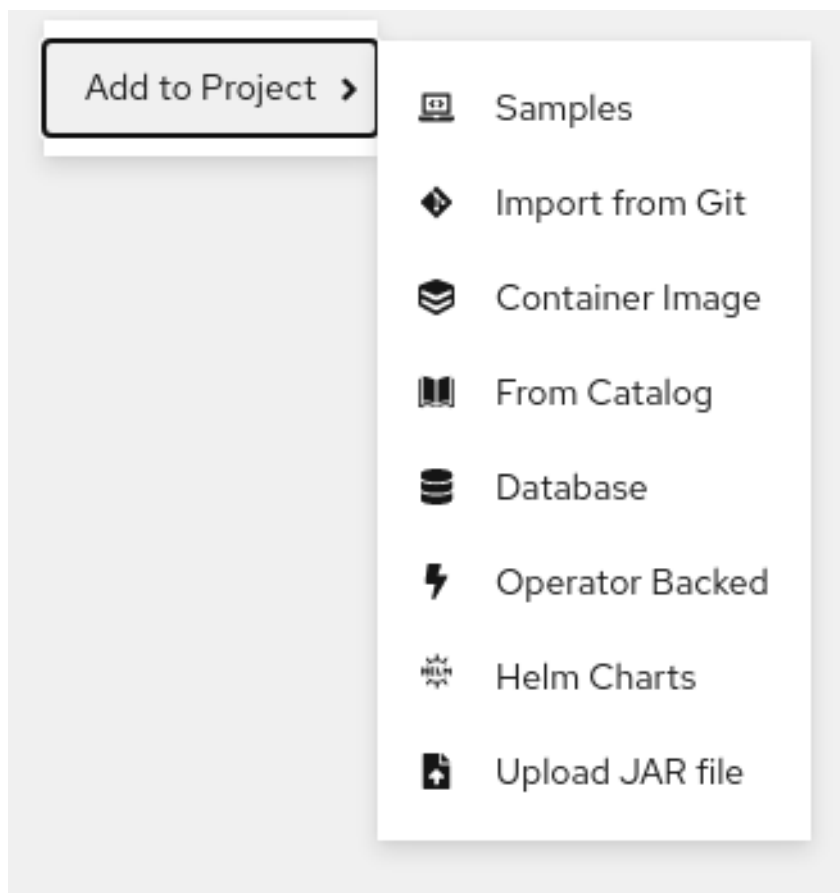 Add to Project
Samples
Import from Git
Container Image
From Catalog
Database
Operator Backed
HELM
Helm Charts
Upload JAR file